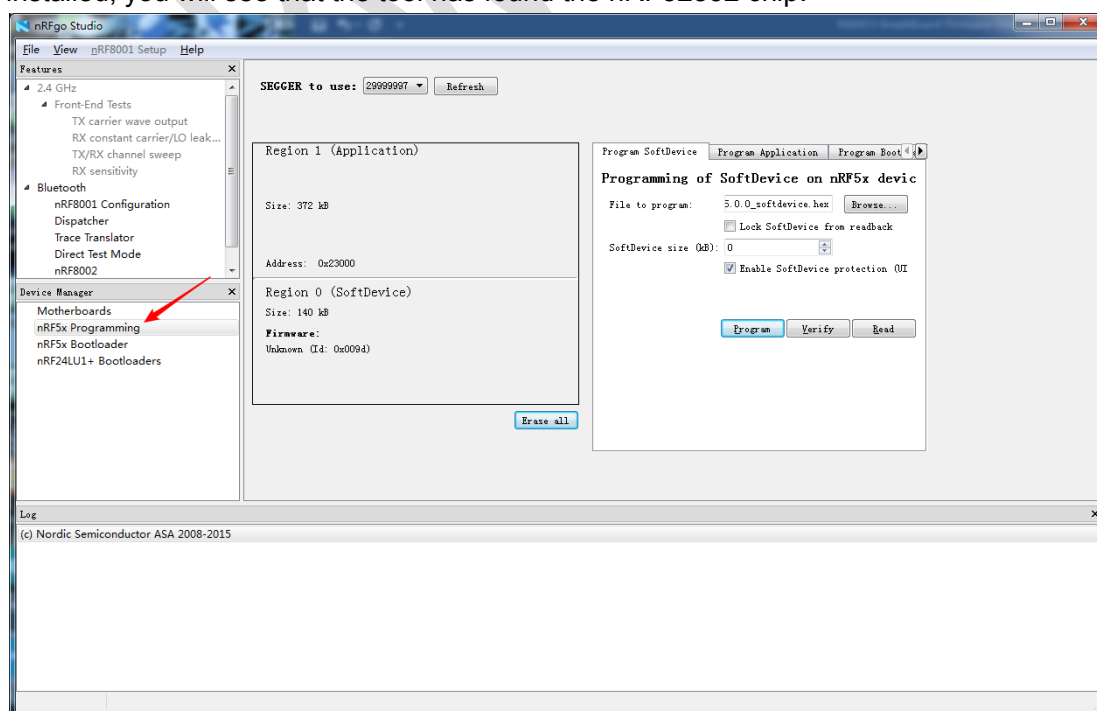 nRFgo Studio
File View nRF8001 Setup Help
Features
2.4 GHz
Front-End Tests
TX carrier wave output
RX constant carrier/LO leak...
TX/RX channel sweep
RX sensitivity
Bluetooth
nRF8001 Configuration
Dispatcher
Trace Translator
Direct Test Mode
nRF8002
Device Manager
Motherboards
nRF5x Programming
nRF5x Bootloader
nRF24LU1+ Bootloaders
SEGGER to use: 29999997 Refresh
Region 1 (Application)
Size: 372 kB
Address: 0x23000
Region 0 (SoftDevice)
Size: 140 kB
Firmware:
Unknown (Id: 0x009d)
Erase all
Program SoftDevice Program Application Program Boot
Programming of SoftDevice on nRF5x devic
File to program: 5.0.0_softdevice.hex Browse...
Lock SoftDevice from readback
SoftDevice size (kB): 0
Enable SoftDevice protection (UI
Program Verify Read
Log
(c) Nordic Semiconductor ASA 2008-2015